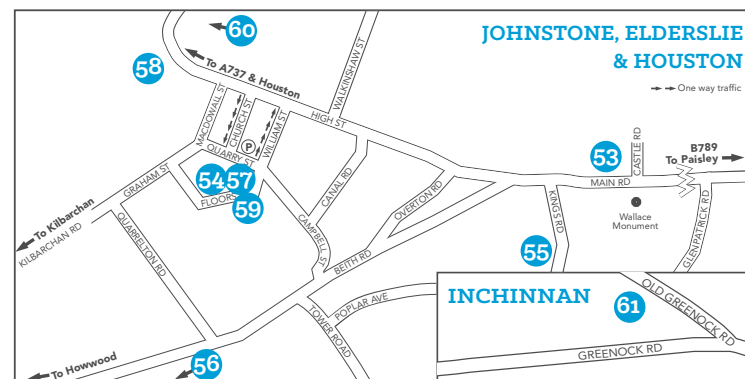 JOHNSTONE, ELDERSLIE
& HOUSTON
One way traffic
60
58
To A737 & Houston
WALKINSHAW ST
MACDOWALL ST
CHURCH ST
WILLIAM ST
HIGH ST
P
QUARRY ST
54
57
FLOORS
59
GRAHAM ST
To Kilbarchan
KILBARCHAN RD
QUARRELTON RD
CANAL RD
CAMPBELL ST
OVERTON RD
BEITH RD
53
CASTLE RD
B789
To Paisley
MAIN RD
Wallace
Monument
KINGS RD
GLENPATRICK RD
55
POPLAR AVE
TOWER ROAD
To Howwood
56
INCHINNAN
61
OLD GREENOCK RD
GREENOCK RD